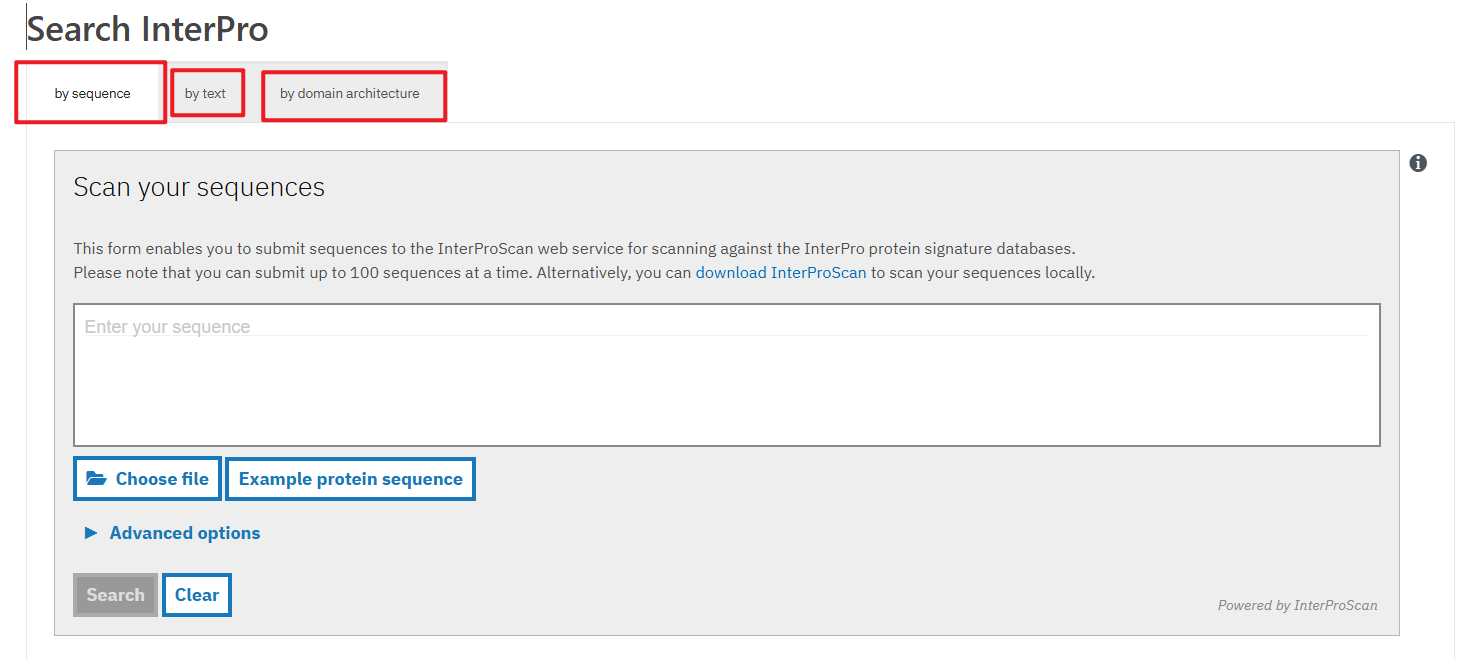 Search InterPro
by sequence by text by domain architecture
Scan your sequences
This form enables you to submit sequences to the InterProScan web service for scanning against the InterPro protein signature databases.
Please note that you can submit up to 100 sequences at a time. Alternatively, you can download InterProScan to scan your sequences locally.
Enter your sequence
Choose file Example protein sequence
Advanced options
Search Clear
Powered by InterProScan